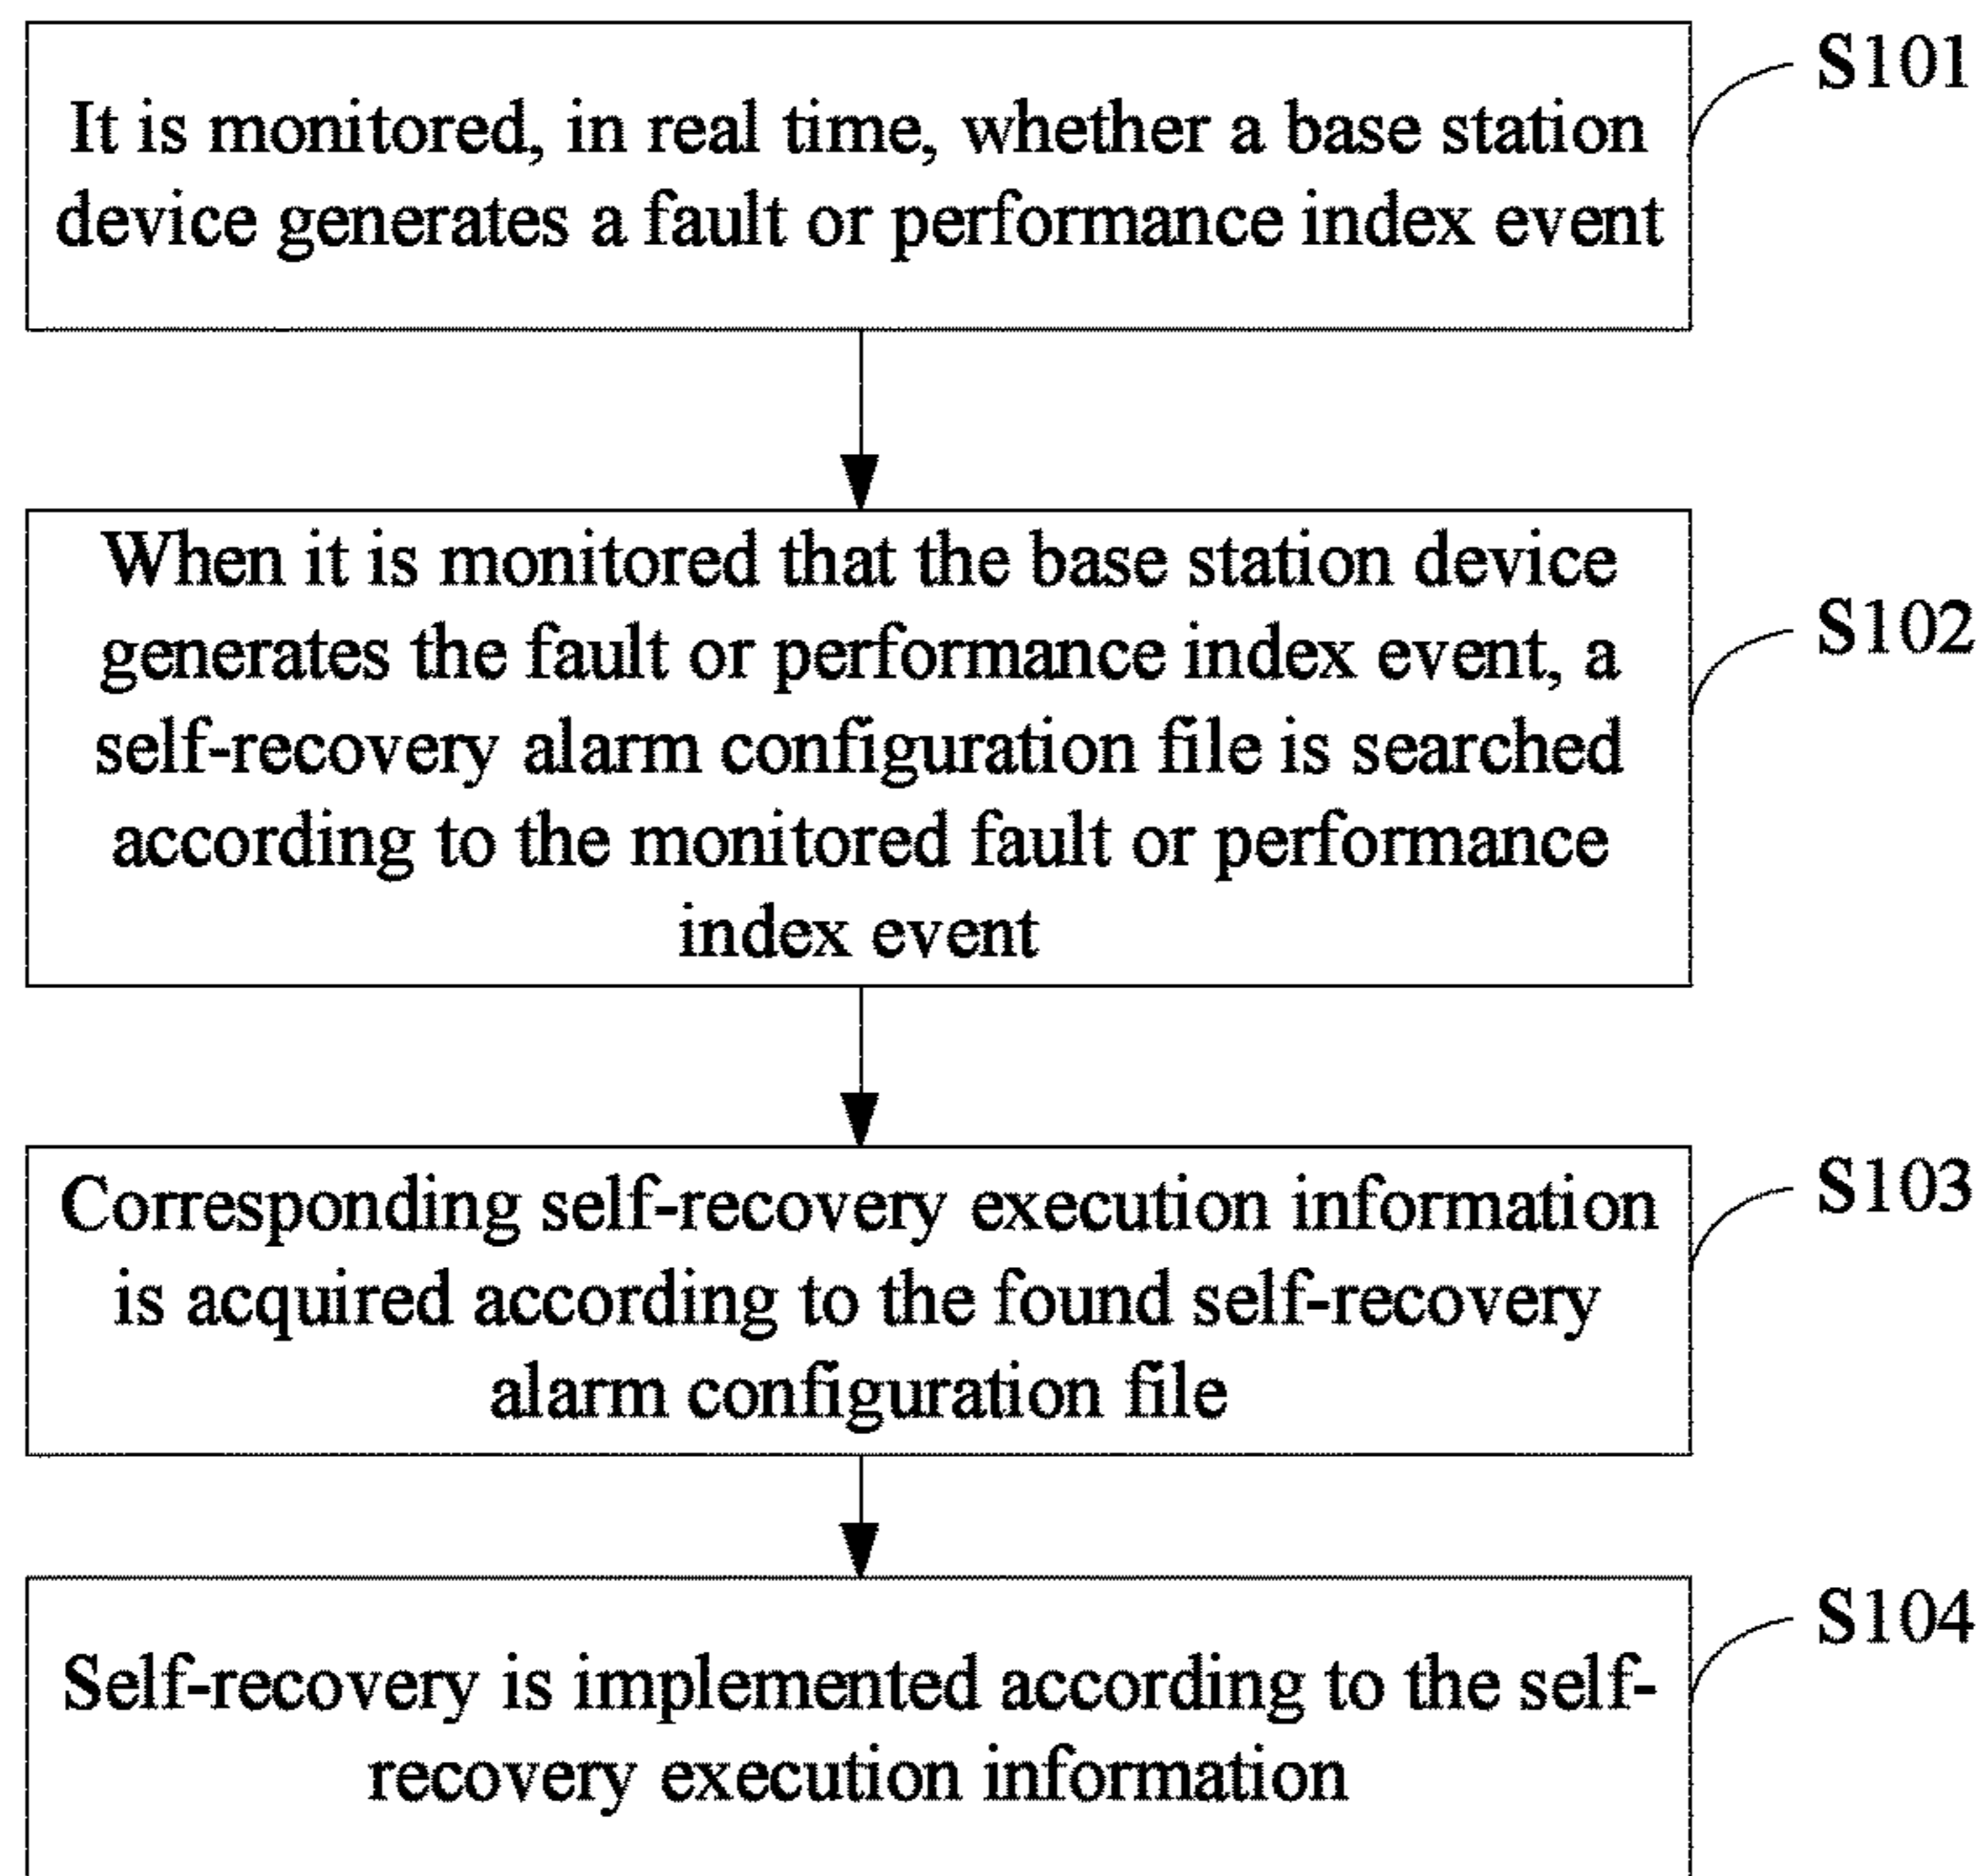 S101
It is monitored, in real time, whether a base station
device generates a fault or performance index event
S102
When it is monitored that the base station device
generates the fault or performance index event, a
self-recovery alarm configuration file is searched
according to the monitored fault or performance
index event
S103
Corresponding self-recovery execution information
is acquired according to the found self-recovery
alarm configuration file
S104
Self-recovery is implemented according to the self-
recovery execution information